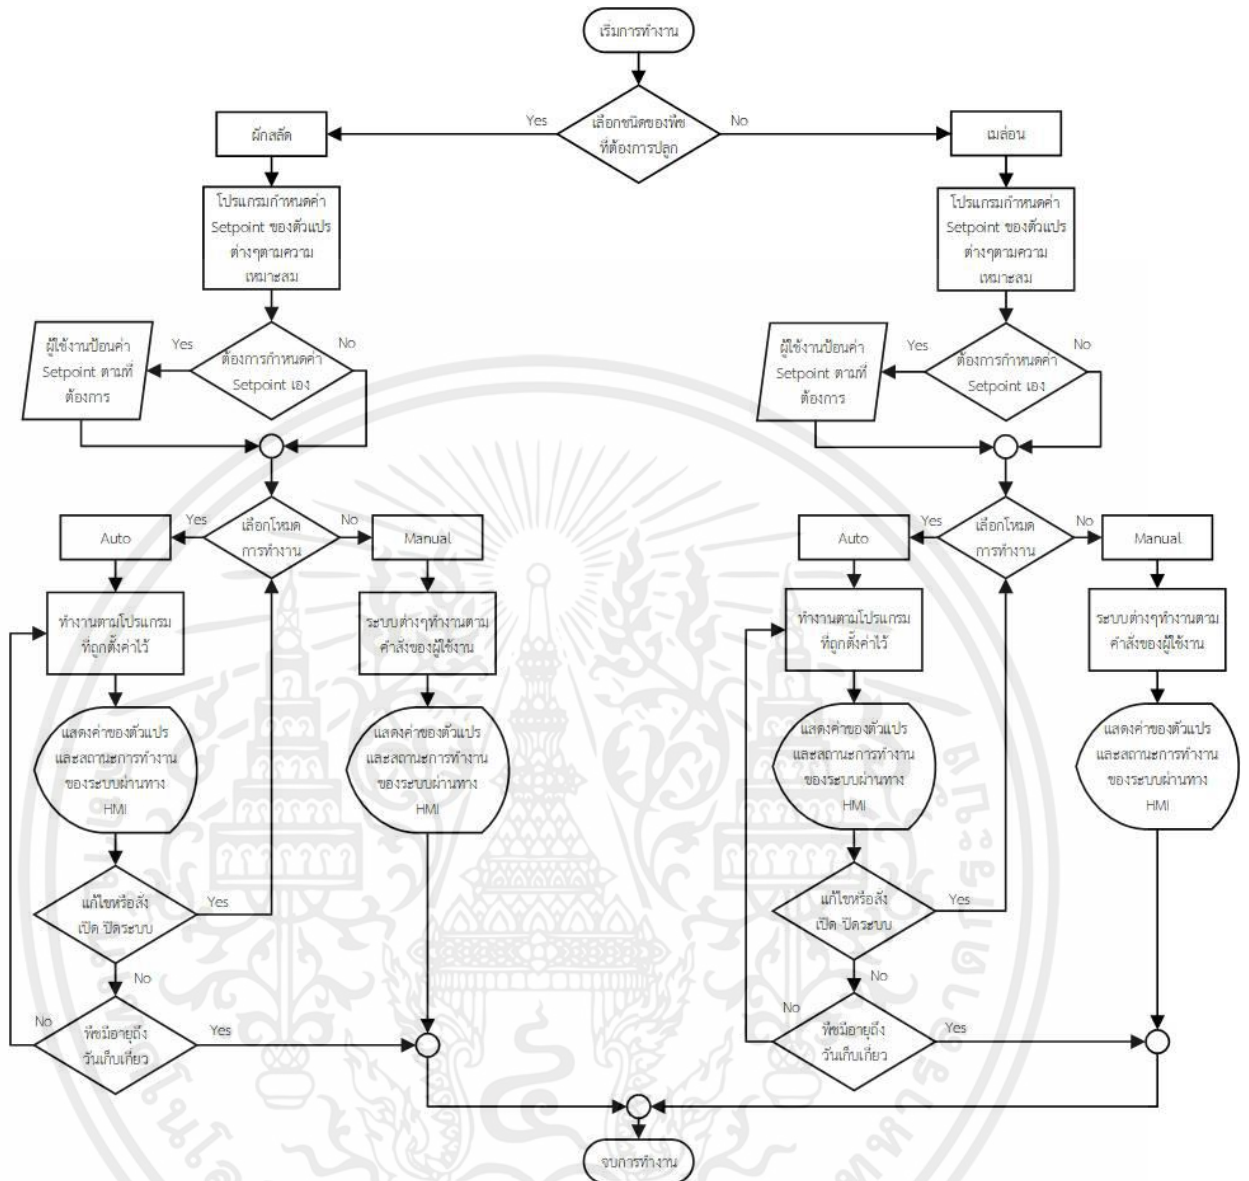 เริ่มการทำงาน
เลือกชนิดของพืช
ที่ต้องการปลูก
Yes
No
ผักสลัด
เมล่อน
โปรแกรมกำหนดค่า
Setpoint ของตัวแปร
ต่างๆตามความ
เหมาะสม
โปรแกรมกำหนดค่า
Setpoint ของตัวแปร
ต่างๆตามความ
เหมาะสม
ต้องการกำหนดค่า
Setpoint เอง
Yes
No
ผู้ใช้งานป้อนค่า
Setpoint ตามที่
ต้องการ
ต้องการกำหนดค่า
Setpoint เอง
Yes
No
ผู้ใช้งานป้อนค่า
Setpoint ตามที่
ต้องการ
เลือกโหมด
การทำงาน
Yes
No
Auto
Manual
เลือกโหมด
การทำงาน
Yes
No
Auto
Manual
ทำงานตามโปรแกรม
ที่ถูกตั้งค่าไว้
ระบบต่างๆทำงานตาม
คำสั่งของผู้ใช้งาน
ทำงานตามโปรแกรม
ที่ถูกตั้งค่าไว้
ระบบต่างๆทำงานตาม
คำสั่งของผู้ใช้งาน
แสดงค่าของตัวแปร
และสถานะการทำงาน
ของระบบผ่านทาง
HMI
แสดงค่าของตัวแปร
และสถานะการทำงาน
ของระบบผ่านทาง
HMI
แสดงค่าของตัวแปร
และสถานะการทำงาน
ของระบบผ่านทาง
HMI
แสดงค่าของตัวแปร
และสถานะการทำงาน
ของระบบผ่านทาง
HMI
แก้ไขหรือสั่ง
เปิด-ปิดระบบ
Yes
No
แก้ไขหรือสั่ง
เปิด-ปิดระบบ
Yes
No
พืชมีอายุถึง
วันเก็บเกี่ยว
No
Yes
พืชมีอายุถึง
วันเก็บเกี่ยว
No
Yes
จบการทำงาน